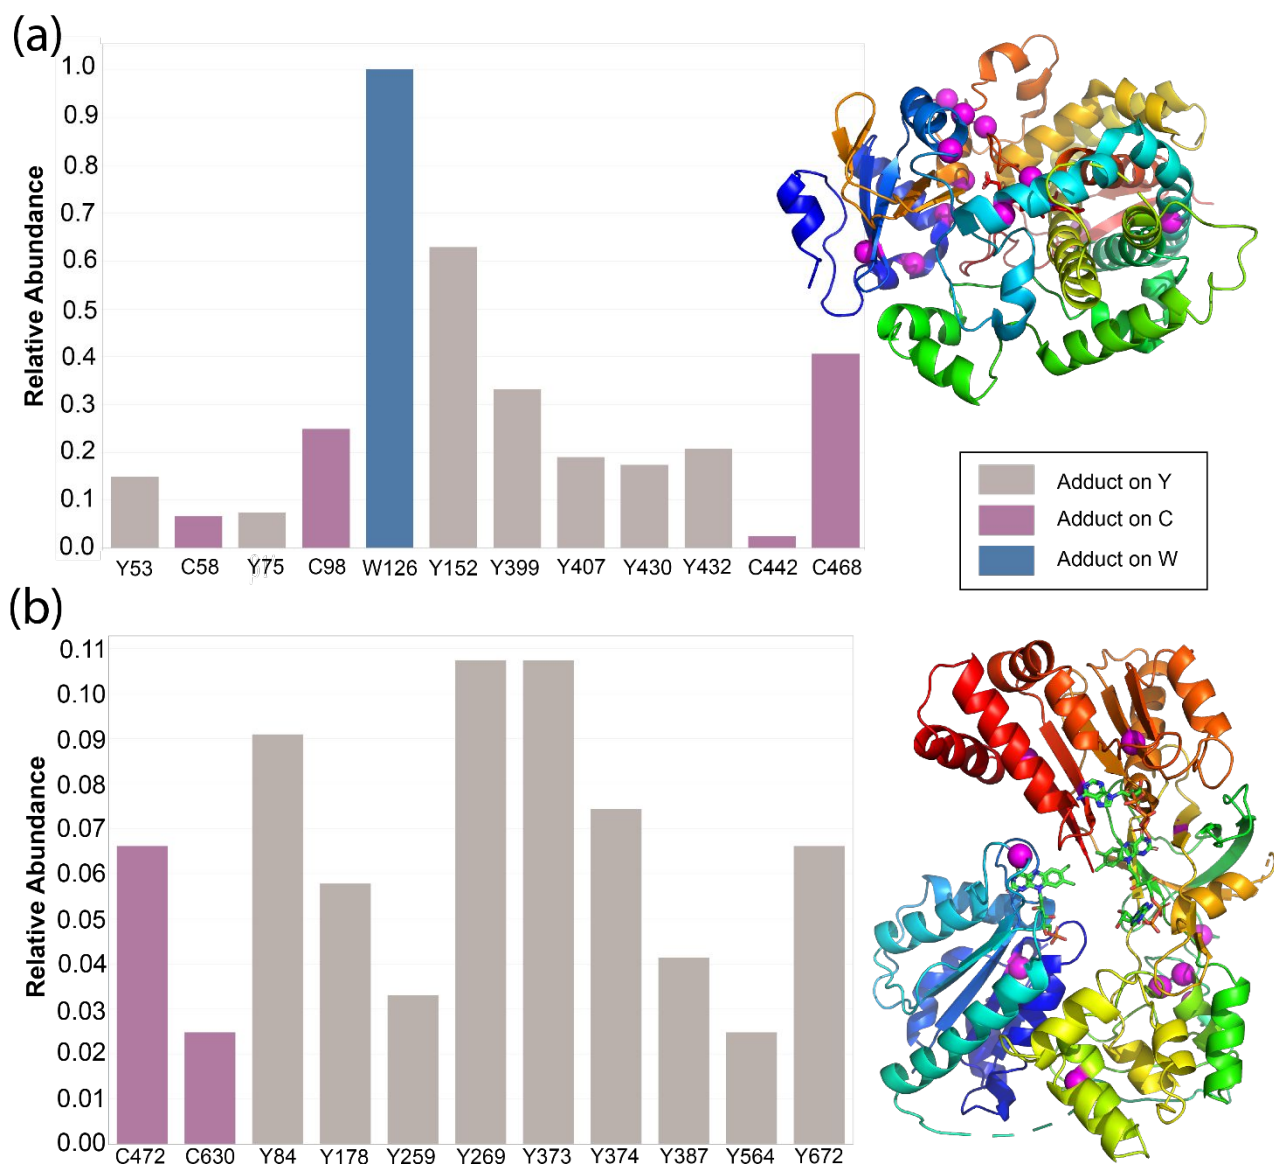 (a)
1.0
0.9
0.8
0.7
0.6
0.5
0.4
0.3
0.2
0.1
0.0
Relative Abundance
Y53 C58 Y75 C98 W126 Y152 Y399 Y407 Y430 Y432 C442 C468
Adduct on Y
Adduct on C
Adduct on W
(b)
0.11
0.10
0.09
0.08
0.07
0.06
0.05
0.04
0.03
0.02
0.01
0.00
Relative Abundance
C472 C630 Y84 Y178 Y259 Y269 Y373 Y374 Y387 Y564 Y672